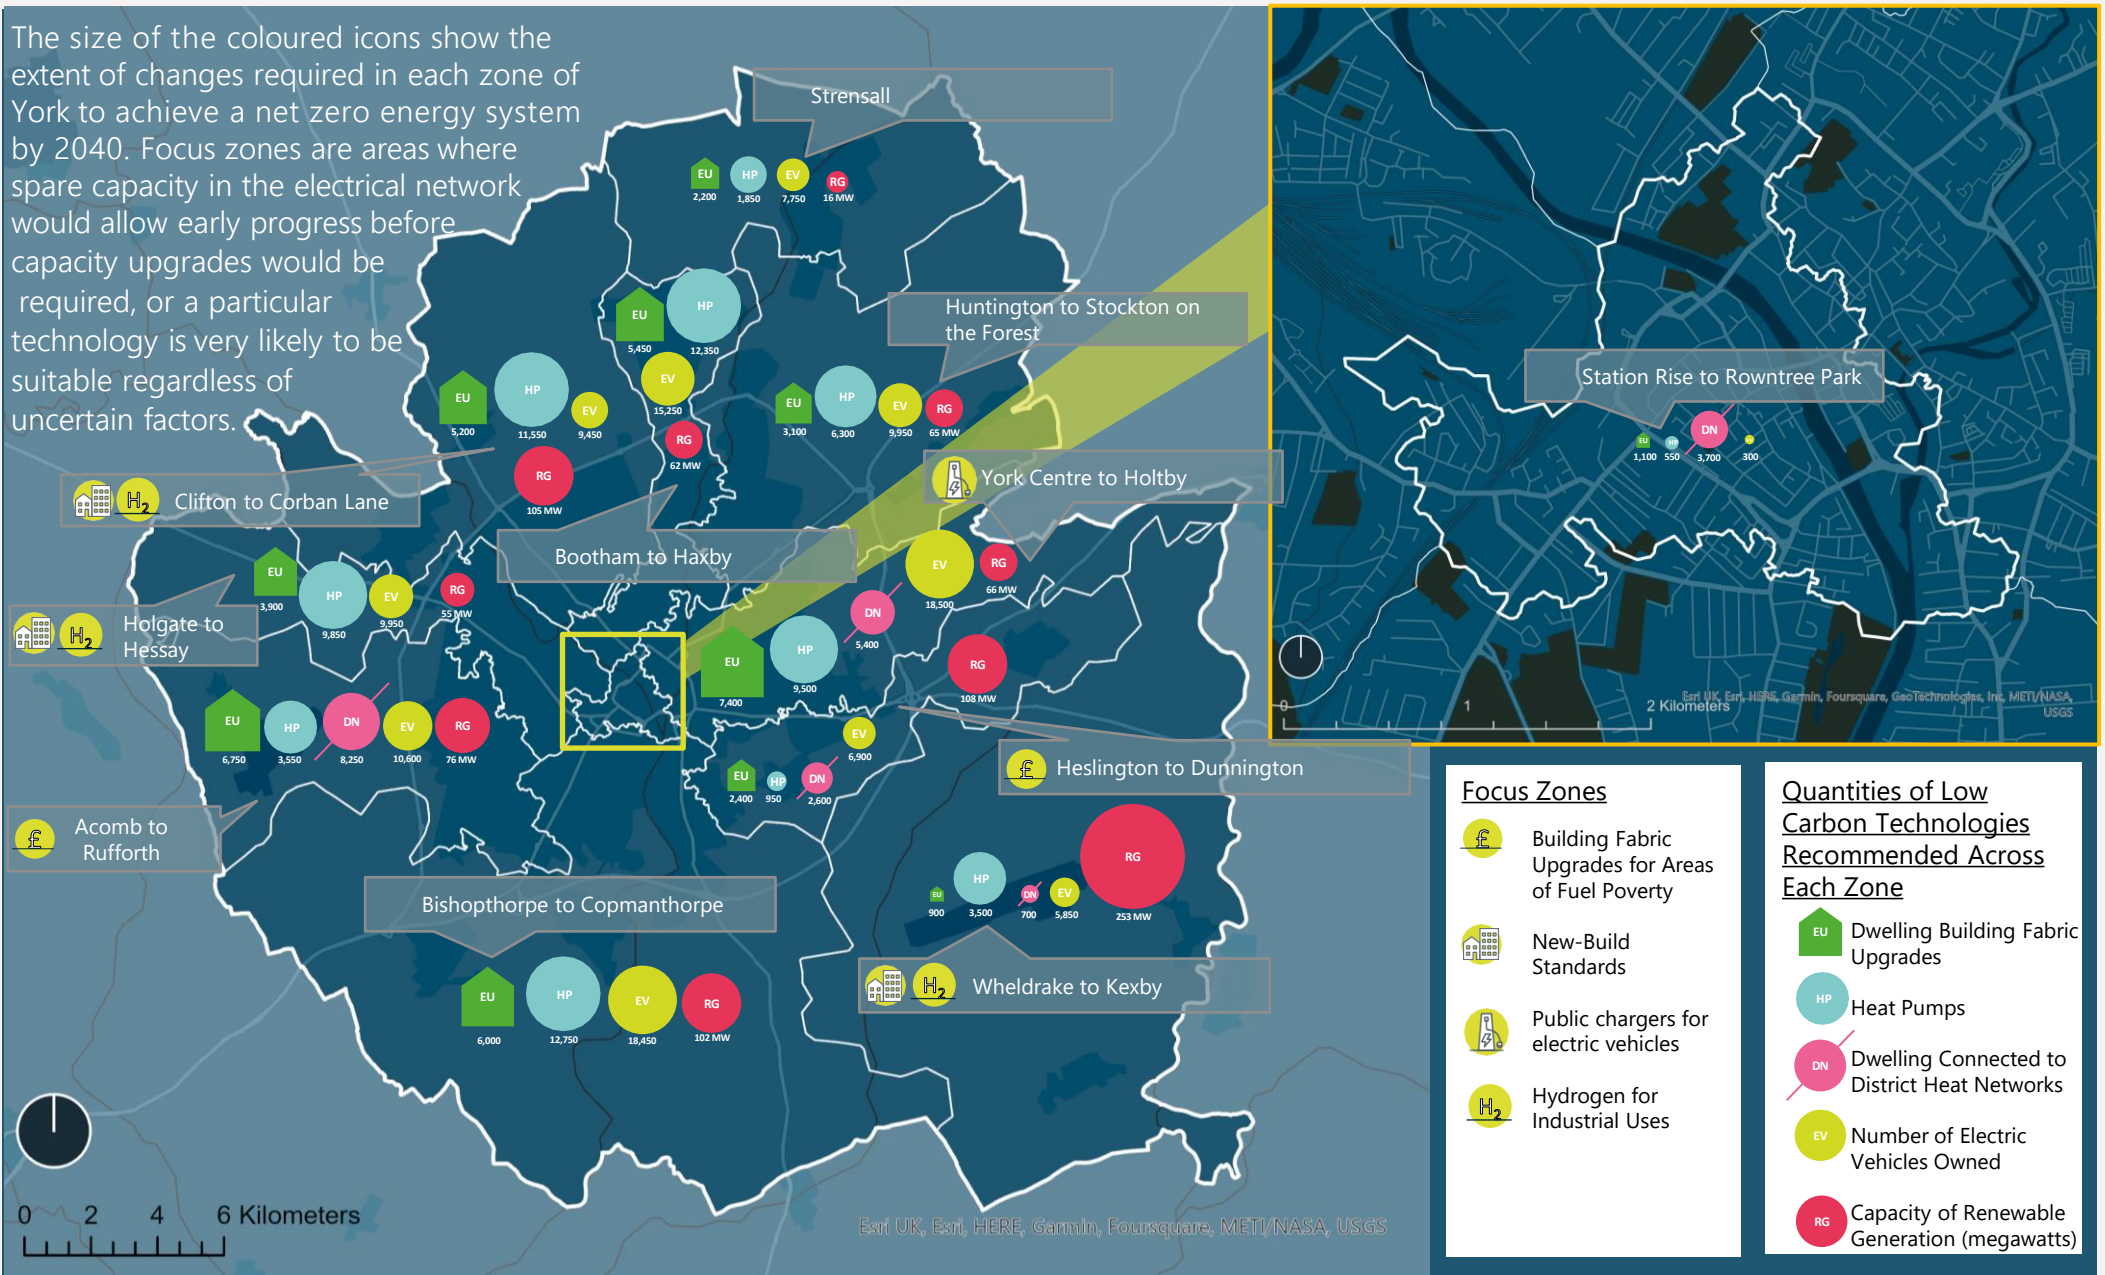 The size of the coloured icons show the
extent of changes required in each zone of
York to achieve a net zero energy system
by 2040. Focus zones are areas where
spare capacity in the electrical network
would allow early progress before
capacity upgrades would be
required, or a particular
technology is very likely to be
suitable regardless of
uncertain factors.
Strensall
EU
HP
EV
RG
2,200
1,850
7,750
16 MW
Huntington to Stockton on
the Forest
EU
HP
EV
RG
3,100
6,300
9,950
65 MW
EU
HP
5,450
12,350
EV
15,250
RG
62 MW
Bootham to Haxby
EU
HP
EV
5,200
11,550
9,450
RG
105 MW
H2 Clifton to Corban Lane
York Centre to Holtby
EV
RG
18,500
66 MW
DN
5,400
EU
HP
7,400
9,500
EU
HP
EV
RG
3,900
9,850
9,950
55 MW
H2
Holgate to
Hessay
RG
108 MW
EV
6,900
EU
HP
DN
2,400
950
2,600
£ Heslington to Dunnington
EU
HP
DN
EV
RG
6,750
3,550
8,250
10,600
76 MW
£
Acomb to
Rufforth
Bishopthorpe to Copmanthorpe
EU
HP
EV
RG
6,000
12,750
18,450
102 MW
EU
HP
DN
EV
RG
900
3,500
700
5,850
253 MW
H2 Wheldrake to Kexby
0 2 4 6 Kilometers
Esri UK, Esri, HERE, Garmin, Foursquare, METI/NASA, USGS
Station Rise to Rowntree Park
EU
HP
DN
1,100
550
3,700
300
0 1 2 Kilometers
Esri UK, Esri, HERE, Garmin, Foursquare, GeoTechnologies, Inc, METI/NASA,
USGS
Focus Zones
£
Building Fabric
Upgrades for Areas
of Fuel Poverty
New-Build
Standards
Public chargers for
electric vehicles
H2
Hydrogen for
Industrial Uses
Quantities of Low
Carbon Technologies
Recommended Across
Each Zone
EU
Dwelling Building Fabric
Upgrades
HP
Heat Pumps
DN
Dwelling Connected to
District Heat Networks
EV
Number of Electric
Vehicles Owned
RG
Capacity of Renewable
Generation (megawatts)